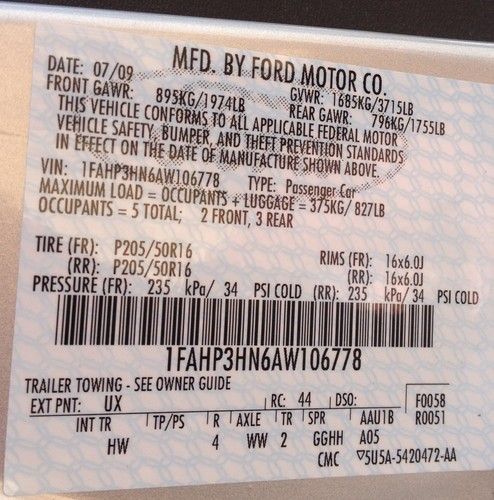 MFD. BY FORD MOTOR CO.
DATE: 07/09 GVWR: 1685KG/3715LB
FRONT GAWR: 895KG/1974LB REAR GAWR: 796KG/1755LB
THIS VEHICLE CONFORMS TO ALL APPLICABLE FEDERAL MOTOR
VEHICLE SAFETY, BUMPER, AND THEFT PREVENTION STANDARDS
IN EFFECT ON THE DATE OF MANUFACTURE SHOWN ABOVE.
VIN: 1FAHP3HN6AW106778 TYPE: Passenger Car
MAXIMUM LOAD = OCCUPANTS + LUGGAGE = 375KG/ 827LB
OCCUPANTS = 5 TOTAL; 2 FRONT, 3 REAR
TIRE (FR): P205/50R16 RIMS (FR): 16x6.0J
(RR): P205/50R16 (RR): 16x6.0J
PRESSURE (FR): 235 kPa/ 34 PSI COLD (RR): 235 kPa/ 34 PSI COLD
1FAHP3HN6AW106778
TRAILER TOWING - SEE OWNER GUIDE
EXT PNT: UX RC: 44 DSO: F0058
INT TR TP/PS R AXLE TR SPR AAU1B R0051
HW 4 WW 2 GGHH A05
CMC ▽5U5A-5420472-AA